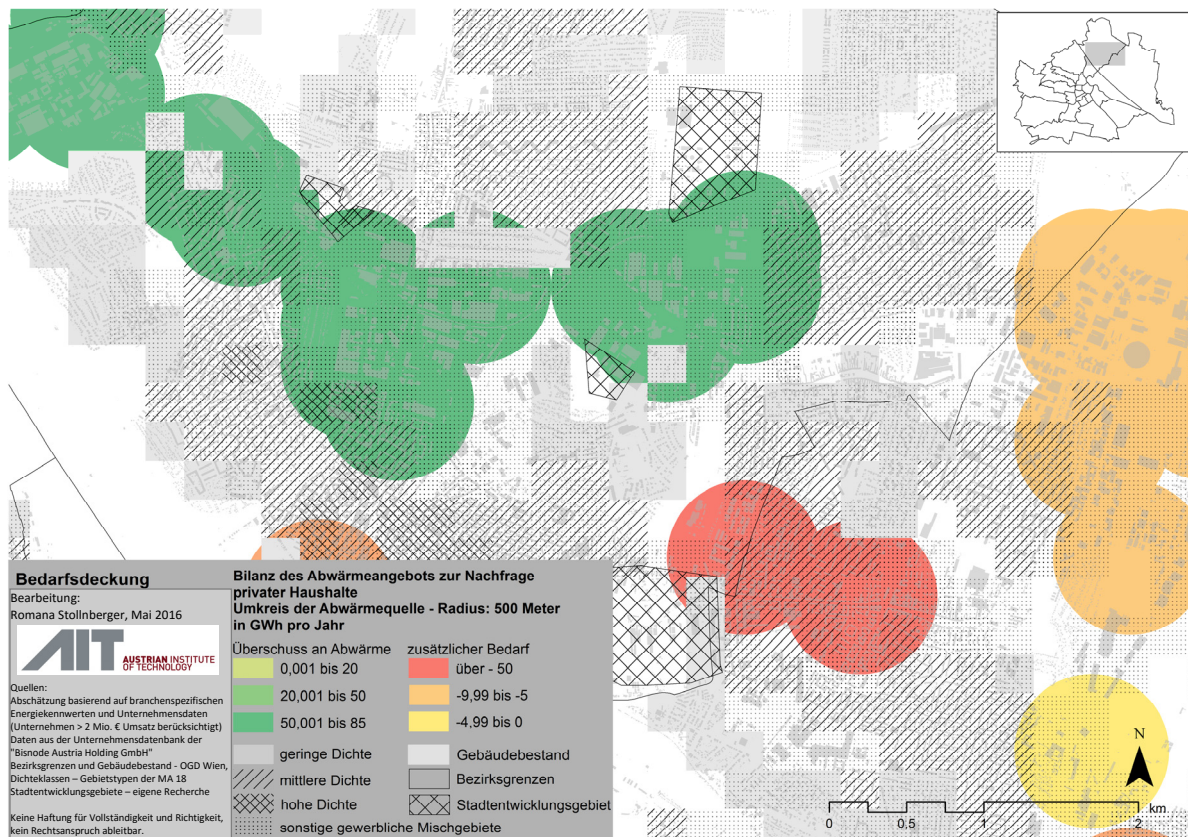 Bedarfsdeckung
Bearbeitung:
Romana Stollnberger, Mai 2016
AIT AUSTRIAN INSTITUTE
OF TECHNOLOGY
Quellen:
Abschätzung basierend auf branchenspezifischen
Energiekennwerten und Unternehmensdaten
(Unternehmen > 2 Mio. € Umsatz berücksichtigt)
Daten aus der Unternehmensdatenbank der
"Bisnode Austria Holding GmbH"
Bezirksgrenzen und Gebäudebestand - OGD Wien,
Dichteklassen – Gebietstypen der MA 18
Stadtentwicklungsgebiete – eigene Recherche
Keine Haftung für Vollständigkeit und Richtigkeit,
kein Rechtsanspruch ableitbar.
Bilanz des Abwärmeangebots zur Nachfrage
privater Haushalte
Umkreis der Abwärmequelle - Radius: 500 Meter
in GWh pro Jahr
Überschuss an Abwärme
0,001 bis 20
20,001 bis 50
50,001 bis 85
geringe Dichte
mittlere Dichte
hohe Dichte
sonstige gewerbliche Mischgebiete
zusätzlicher Bedarf
über - 50
-9,99 bis -5
-4,99 bis 0
Gebäudebestand
Bezirksgrenzen
Stadtentwicklungsgebiet
N
km
0 0.5 1 2